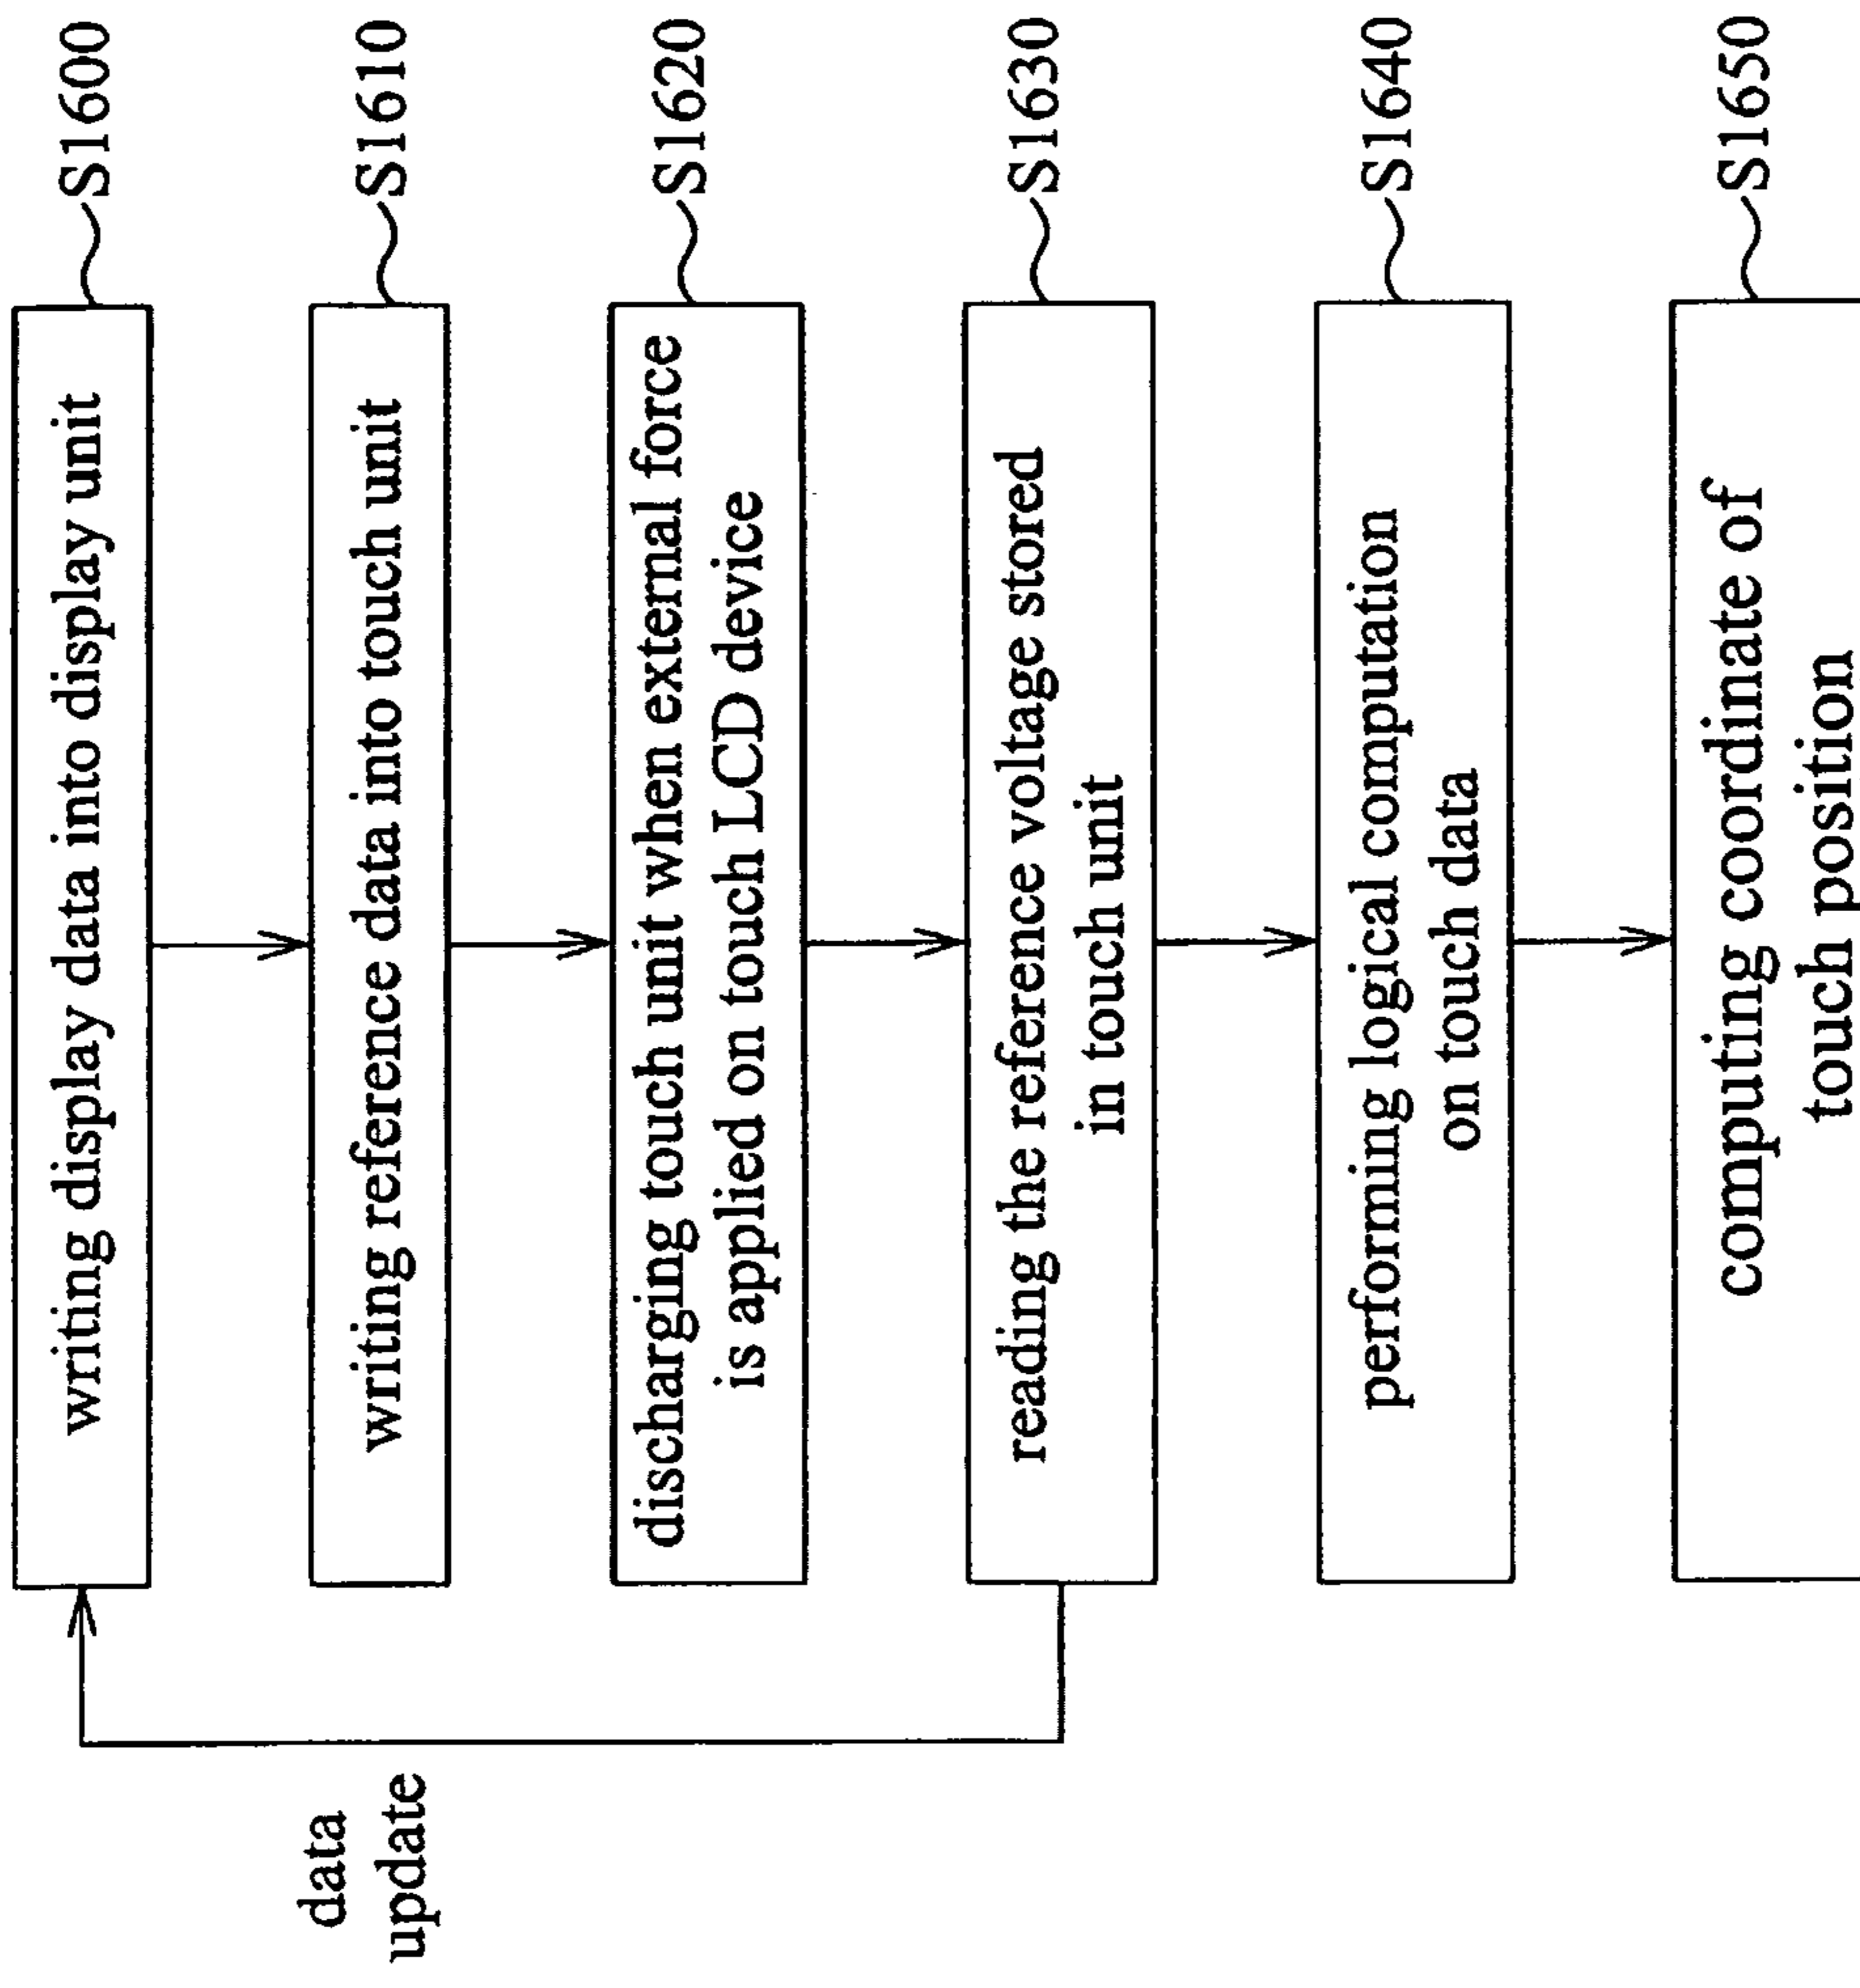 writing display data into display unit
S1600
writing reference data into touch unit
S1610
discharging touch unit when external force
is applied on touch LCD device
S1620
reading the reference voltage stored
in touch unit
S1630
performing logical computation
on touch data
S1640
computing coordinate of
touch position
S1650
data
update